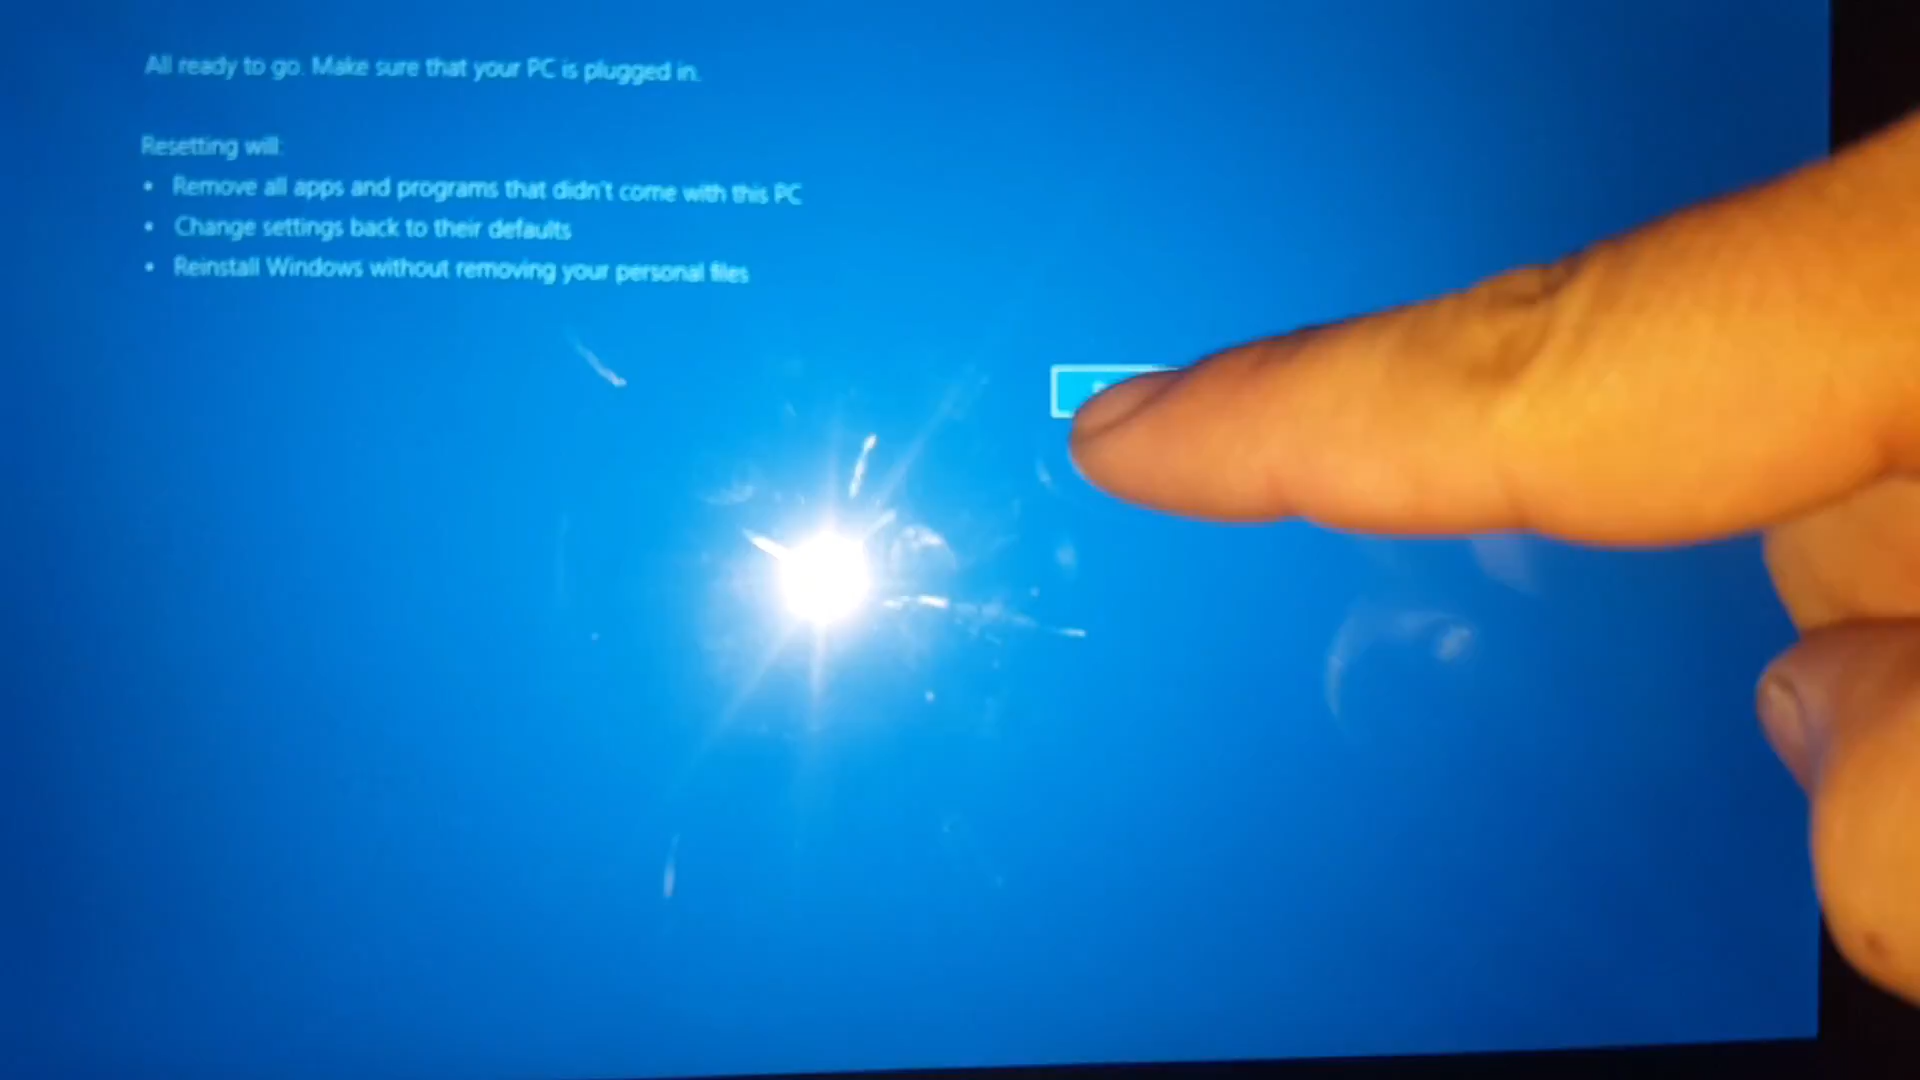 All ready to go. Make sure that your PC is plugged in.
Resetting will:
• Remove all apps and programs that didn't come with this PC
• Change settings back to their defaults
• Reinstall Windows without removing your personal files